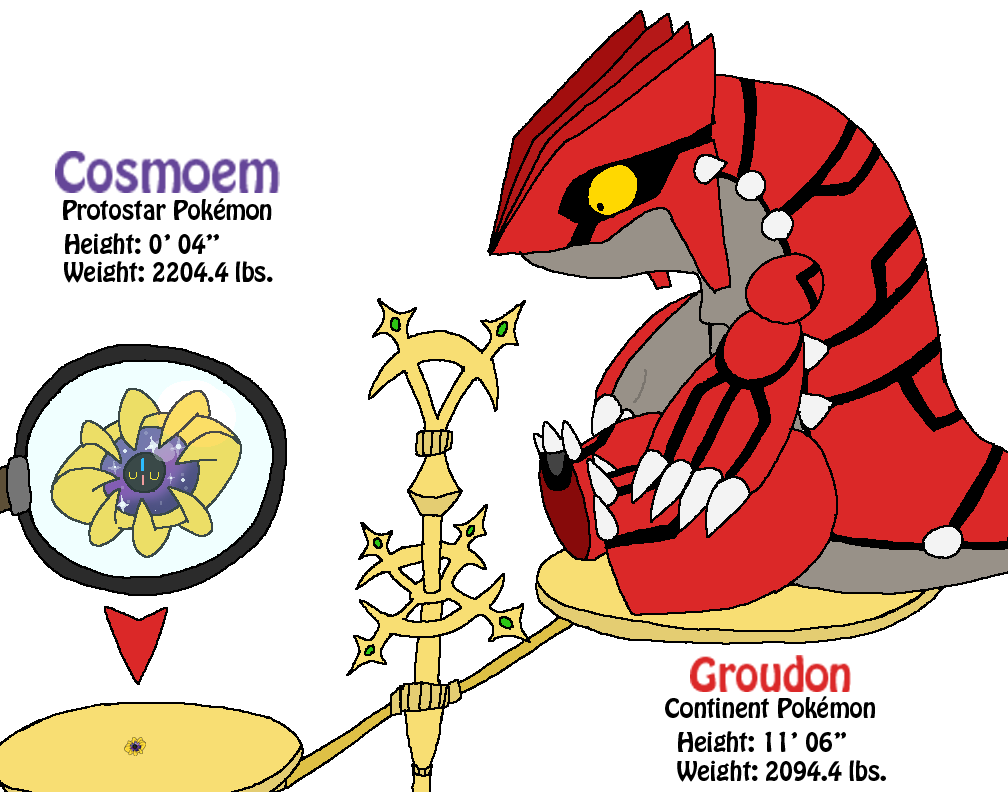 Cosmoem
Protostar Pokémon
Height: 0’ 04”
Weight: 2204.4 lbs.
Groudon
Continent Pokémon
Height: 11’ 06”
Weight: 2094.4 lbs.